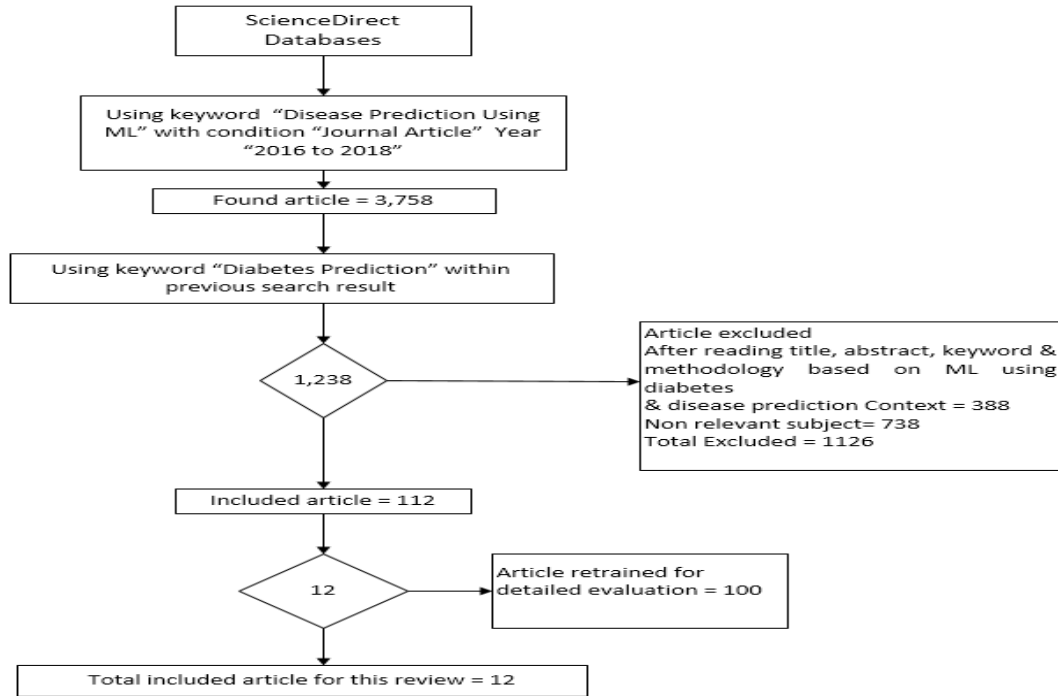 ScienceDirect
Databases
Using keyword “Disease Prediction Using
ML” with condition “Journal Article” Year
“2016 to 2018”
Found article = 3,758
Using keyword “Diabetes Prediction” within
previous search result
1,238
Article excluded
After reading title, abstract, keyword &
methodology based on ML using
diabetes
& disease prediction Context = 388
Non relevant subject= 738
Total Excluded = 1126
Included article = 112
12
Article retrained for
detailed evaluation = 100
Total included article for this review = 12